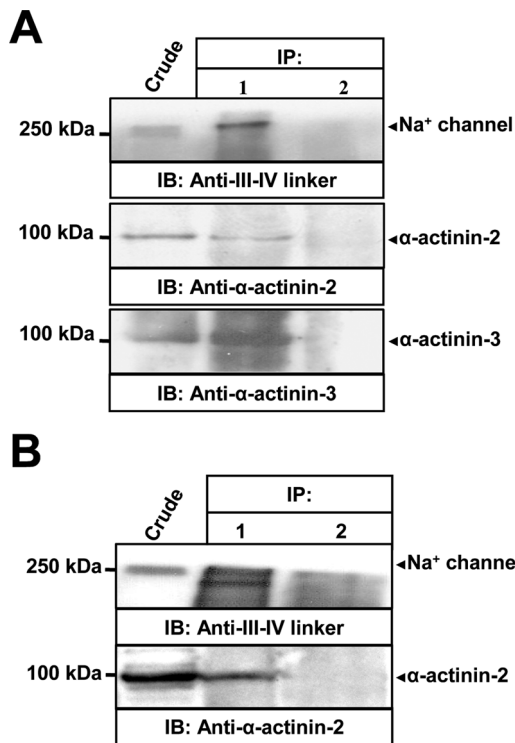 A
Crude
IP:
1 2
250 kDa
Na⁺ channel
IB: Anti-III-IV linker
100 kDa
α-actinin-2
IB: Anti-α-actinin-2
100 kDa
α-actinin-3
IB: Anti-α-actinin-3
B
Crude
IP:
1 2
250 kDa
Na⁺ channe
IB: Anti-III-IV linker
100 kDa
α-actinin-2
IB: Anti-α-actinin-2